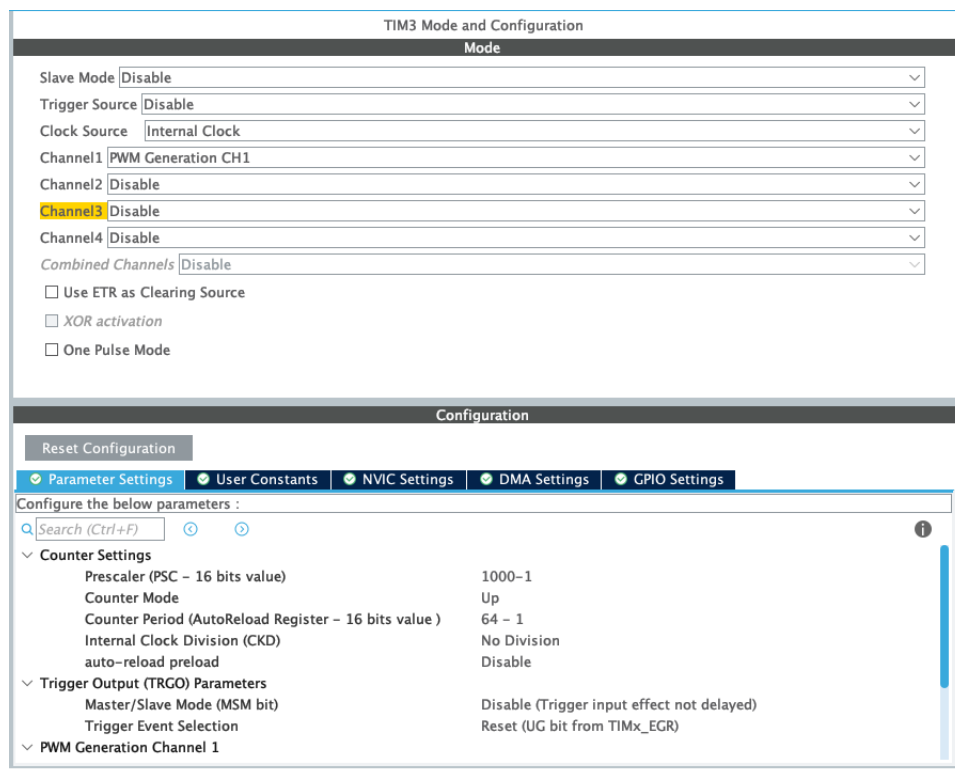 TIM3 Mode and Configuration
Mode
Slave Mode Disable
Trigger Source Disable
Clock Source Internal Clock
Channel1 PWM Generation CH1
Channel2 Disable
Channel3 Disable
Channel4 Disable
Combined Channels Disable
Use ETR as Clearing Source
XOR activation
One Pulse Mode
Configuration
Reset Configuration
Parameter Settings User Constants NVIC Settings DMA Settings GPIO Settings
Configure the below parameters :
Search (Ctrl+F)
Counter Settings
Prescaler (PSC - 16 bits value) 1000-1
Counter Mode Up
Counter Period (AutoReload Register - 16 bits value ) 64 - 1
Internal Clock Division (CKD) No Division
auto-reload preload Disable
Trigger Output (TRGO) Parameters
Master/Slave Mode (MSM bit) Disable (Trigger input effect not delayed)
Trigger Event Selection Reset (UG bit from TIMx_EGR)
PWM Generation Channel 1